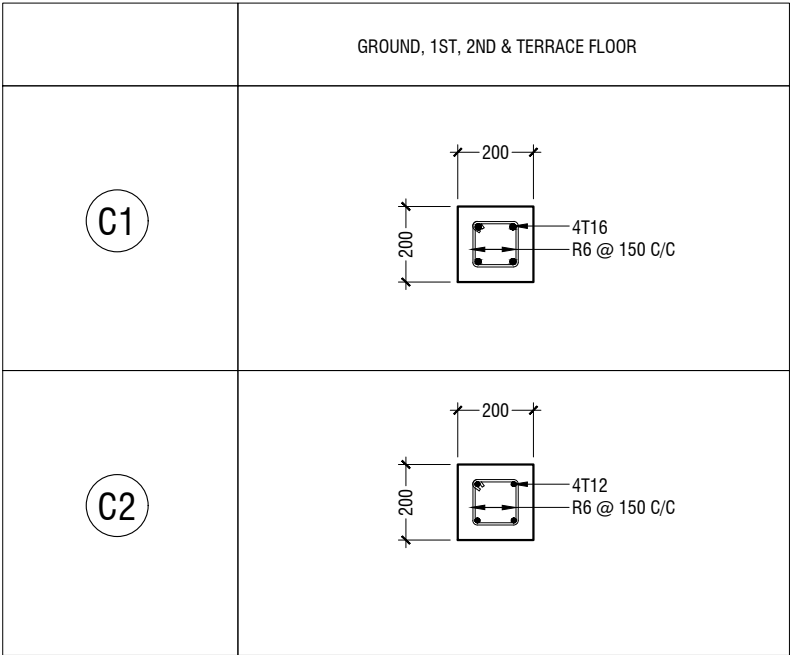 GROUND, 1ST, 2ND & TERRACE FLOOR
C1
200
200
4T16
R6 @ 150 C/C
C2
200
200
4T12
R6 @ 150 C/C